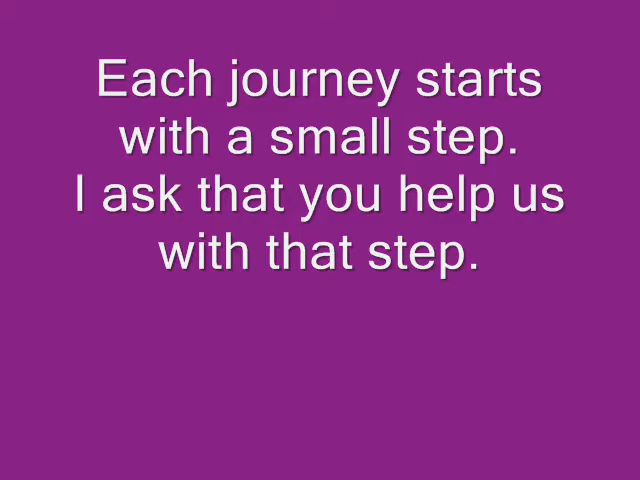 Each journey starts
with a small step.
I ask that you help us
with that step.